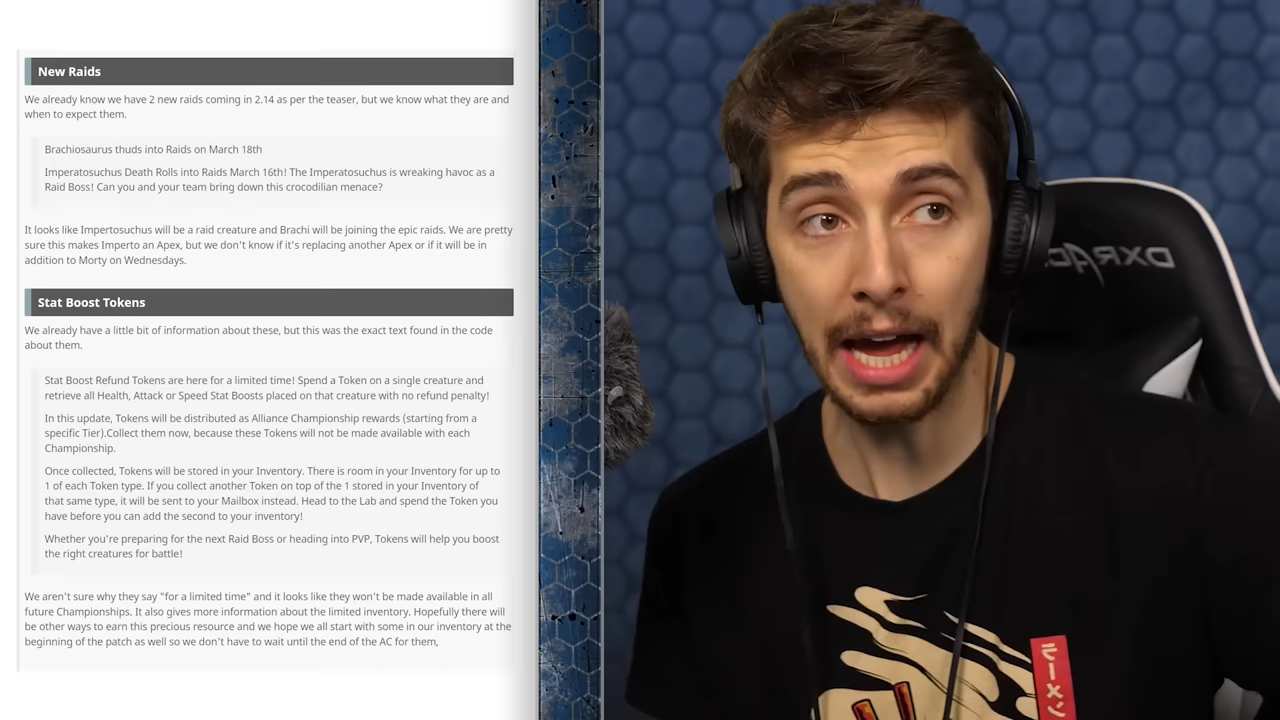 New Raids
We already know we have 2 new raids coming in 2.14 as per the teaser, but we know what they are and
when to expect them.
Brachiosaurus thuds into Raids on March 18th
Imperatosuchus Death Rolls into Raids March 16th! The Imperatosuchus is wreaking havoc as a
Raid Boss! Can you and your team bring down this crocodilian menace?
It looks like Impertosuchus will be a raid creature and Brachi will be joining the epic raids. We are pretty
sure this makes Imperto an Apex, but we don't know if it's replacing another Apex or if it will be in
addition to Morty on Wednesdays.
Stat Boost Tokens
We already have a little bit of information about these, but this was the exact text found in the code
about them.
Stat Boost Refund Tokens are here for a limited time! Spend a Token on a single creature and
retrieve all Health, Attack or Speed Stat Boosts placed on that creature with no refund penalty!
In this update, Tokens will be distributed as Alliance Championship rewards (starting from a
specific Tier).Collect them now, because these Tokens will not be made available with each
Championship.
Once collected, Tokens will be stored in your Inventory. There is room in your Inventory for up to
1 of each Token type. If you collect another Token on top of the 1 stored in your Inventory of
that same type, it will be sent to your Mailbox instead. Head to the Lab and spend the Token you
have before you can add the second to your inventory!
Whether you're preparing for the next Raid Boss or heading into PVP, Tokens will help you boost
the right creatures for battle!
We aren't sure why they say "for a limited time" and it looks like they won't be made available in all
future Championships. It also gives more information about the limited inventory. Hopefully there will
be other ways to earn this precious resource and we hope we all start with some in our inventory at the
beginning of the patch as well so we don't have to wait until the end of the AC for them,
ラーメン